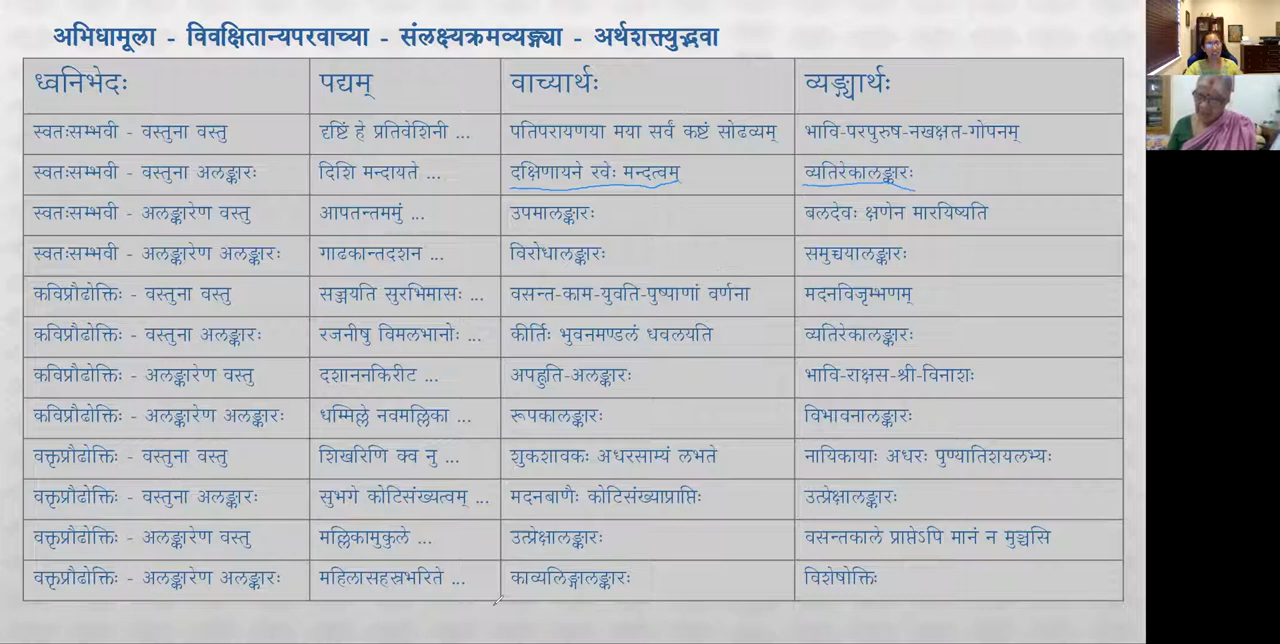 अभिधामूला - विवक्षितान्यपरवाच्या - संलक्ष्यक्रमव्यङ्ग्या - अर्थशक्त्युद्भवा
ध्वनिभेदः पद्यम् वाच्यार्थः व्यङ्ग्यार्थः
स्वतःसम्भवी - वस्तुना वस्तु दृष्टिं हे प्रतिवेशिनी ... पतिपरायणया मया सर्वं कष्टं सोढव्यम् भावि-परपुरुष-नखक्षत-गोपनम्
स्वतःसम्भवी - वस्तुना अलङ्कारः दिशि मन्दायते ... दक्षिणायने रवेः मन्दत्वम् व्यतिरेकालङ्कारः
स्वतःसम्भवी - अलङ्कारेण वस्तु आपतन्तममुं ... उपमालङ्कारः बलदेवः क्षणेन मारयिष्यति
स्वतःसम्भवी - अलङ्कारेण अलङ्कारः गाढकान्तदशन ... विरोधालङ्कारः समुच्चयालङ्कारः
कविप्रौढोक्तिः - वस्तुना वस्तु सज्जयति सुरभिमासः ... वसन्त-काम-युवति-पुष्पाणां वर्णना मदनविजृम्भणम्
कविप्रौढोक्तिः - वस्तुना अलङ्कारः रजनीषु विमलभानोः ... कीर्तिः भुवनमण्डलं धवलयति व्यतिरेकालङ्कारः
कविप्रौढोक्तिः - अलङ्कारेण वस्तु दशाननकिरीट ... अपह्नुति-अलङ्कारः भावि-राक्षस-श्री-विनाशः
कविप्रौढोक्तिः - अलङ्कारेण अलङ्कारः धम्मिल्ले नवमल्लिका ... रूपकालङ्कारः विभावनालङ्कारः
वक्तृप्रौढोक्तिः - वस्तुना वस्तु शिखरिणि क्व नु ... शुकशावकः अधरसाम्यं लभते नायिकायाः अधरः पुण्यातिशयलभ्यः
वक्तृप्रौढोक्तिः - वस्तुना अलङ्कारः सुभगे कोटिसंख्यत्वम् ... मदनबाणैः कोटिसंख्याप्राप्तिः उत्प्रेक्षालङ्कारः
वक्तृप्रौढोक्तिः - अलङ्कारेण वस्तु मल्लिकामुकुले ... उत्प्रेक्षालङ्कारः वसन्तकाले प्राप्तेऽपि मानं न मुञ्चसि
वक्तृप्रौढोक्तिः - अलङ्कारेण अलङ्कारः महिलासहस्रभरिते ... काव्यलिङ्गालङ्कारः विशेषोक्तिः